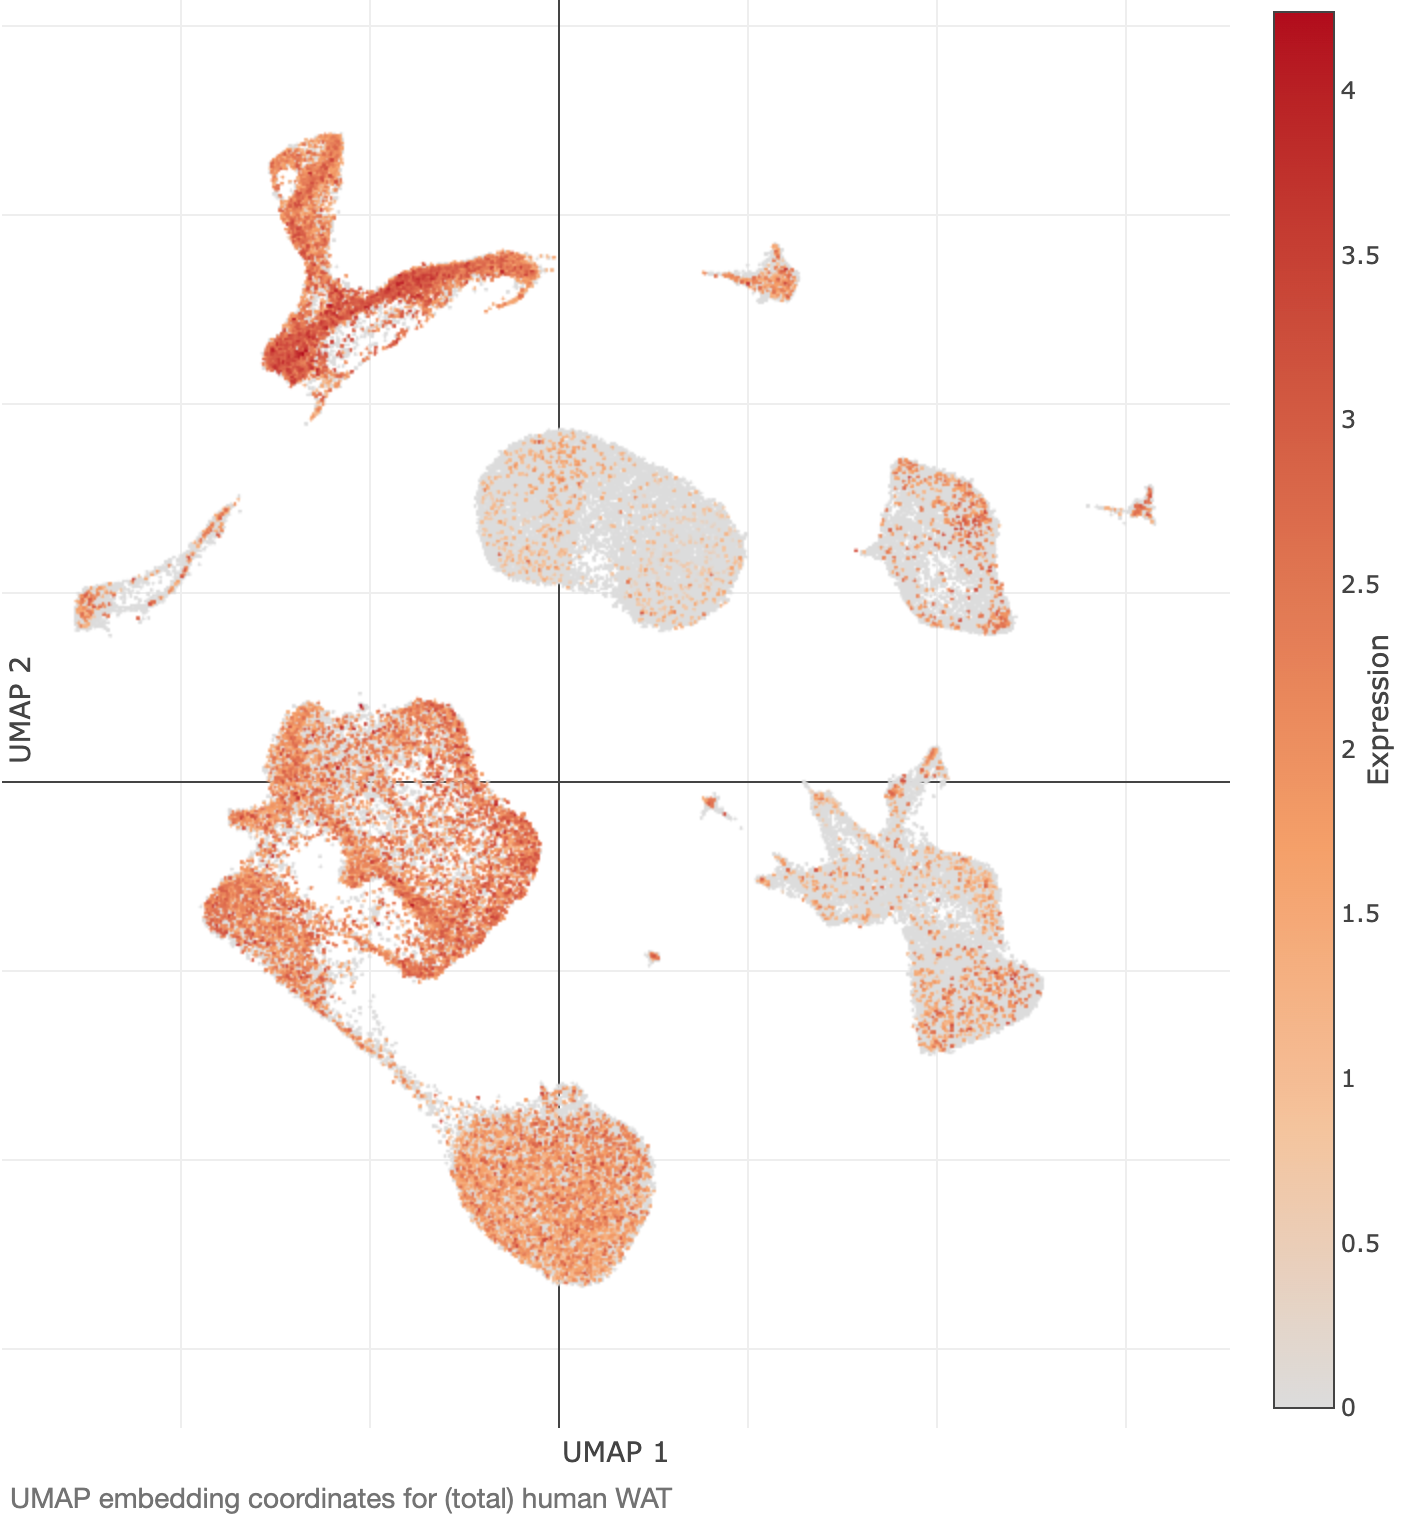 4
3.5
3
2.5
2
1.5
1
0.5
0
Expression
UMAP 2
UMAP 1
UMAP embedding coordinates for (total) human WAT